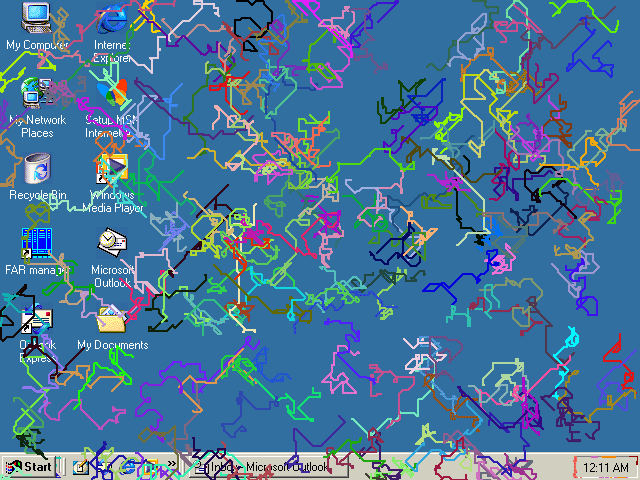 My Computer
Internet
Explorer
My Network
Places
Setup MSN
Internet
Recycle Bin
Windows
Media Player
FAR manager
Microsoft
Outlook
Outlook
Express
My Documents
Start
Inbox - Microsoft Outlook
12:11 AM